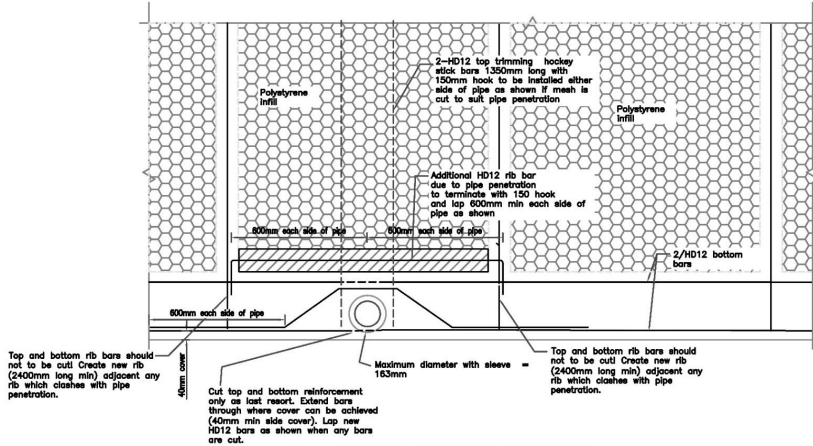 2-HD12 top trimming hockey
stick bars 1350mm long with
150mm hook to be installed either
side of pipe as shown if mesh is
cut to suit pipe penetration
Polystyrene
infill
Polystyrene
infill
Additional HD12 rib bar
due to pipe penetration
to terminate with 150 hook
and lap 600mm min each side of
pipe as shown
600mm each side of pipe
600mm each side of pipe
2/HD12 bottom
bars
600mm each side of pipe
Top and bottom rib bars should
not to be cut! Create new rib
(2400mm long min) adjacent any
rib which clashes with pipe
penetration.
40mm cover
Maximum diameter with sleeve =
163mm
Top and bottom rib bars should
not to be cut! Create new rib
(2400mm long min) adjacent any
rib which clashes with pipe
penetration.
Cut top and bottom reinforcement
only as last resort. Extend bars
through where cover can be achieved
(40mm min side cover). Lap new
HD12 bars as shown when any bars
are cut.